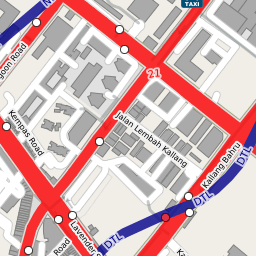 TAXI
goon Road
21
Kempas Road
Jalan Lembah Kallang
Kallang Bahru
DTL
DTL
DTL
Lavender
Road